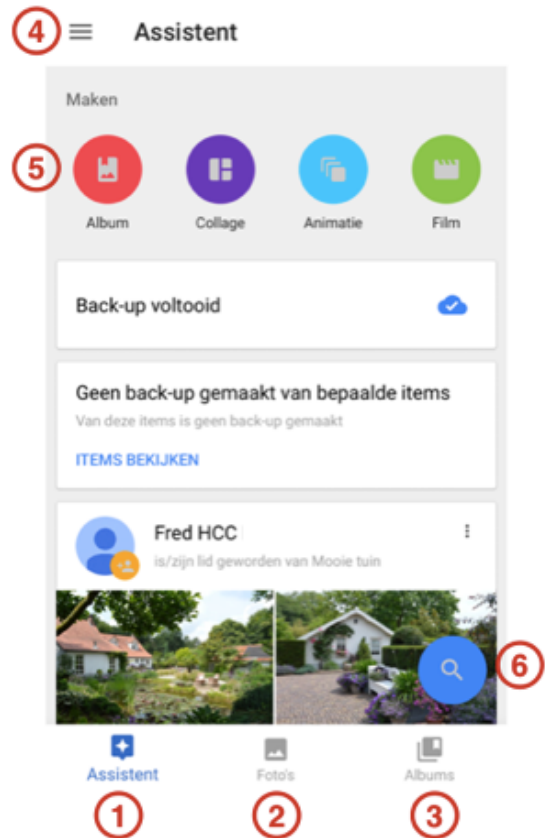 4 Assistent
Maken
5
Album Collage Animatie Film
Back-up voltooid
Geen back-up gemaakt van bepaalde items
Van deze items is geen back-up gemaakt
ITEMS BEKIJKEN
Fred HCC
is/zijn lid geworden van Mooie tuin
6
Assistent Foto's Albums
1 2 3